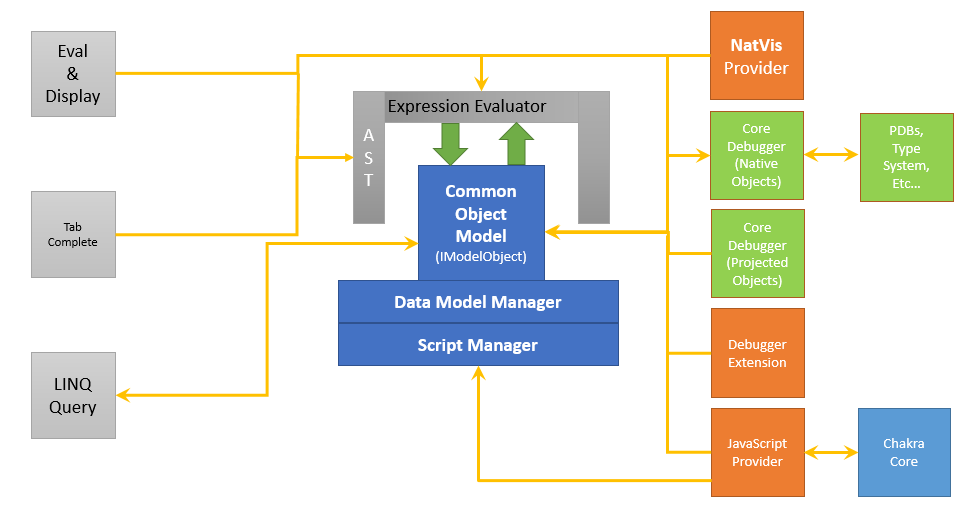 Eval
&
Display
Tab
Complete
LINQ
Query
Expression Evaluator
A
S
T
Common
Object
Model
(IModelObject)
Data Model Manager
Script Manager
NatVis
Provider
Core
Debugger
(Native
Objects)
PDBs,
Type
System,
Etc...
Core
Debugger
(Projected
Objects)
Debugger
Extension
JavaScript
Provider
Chakra
Core